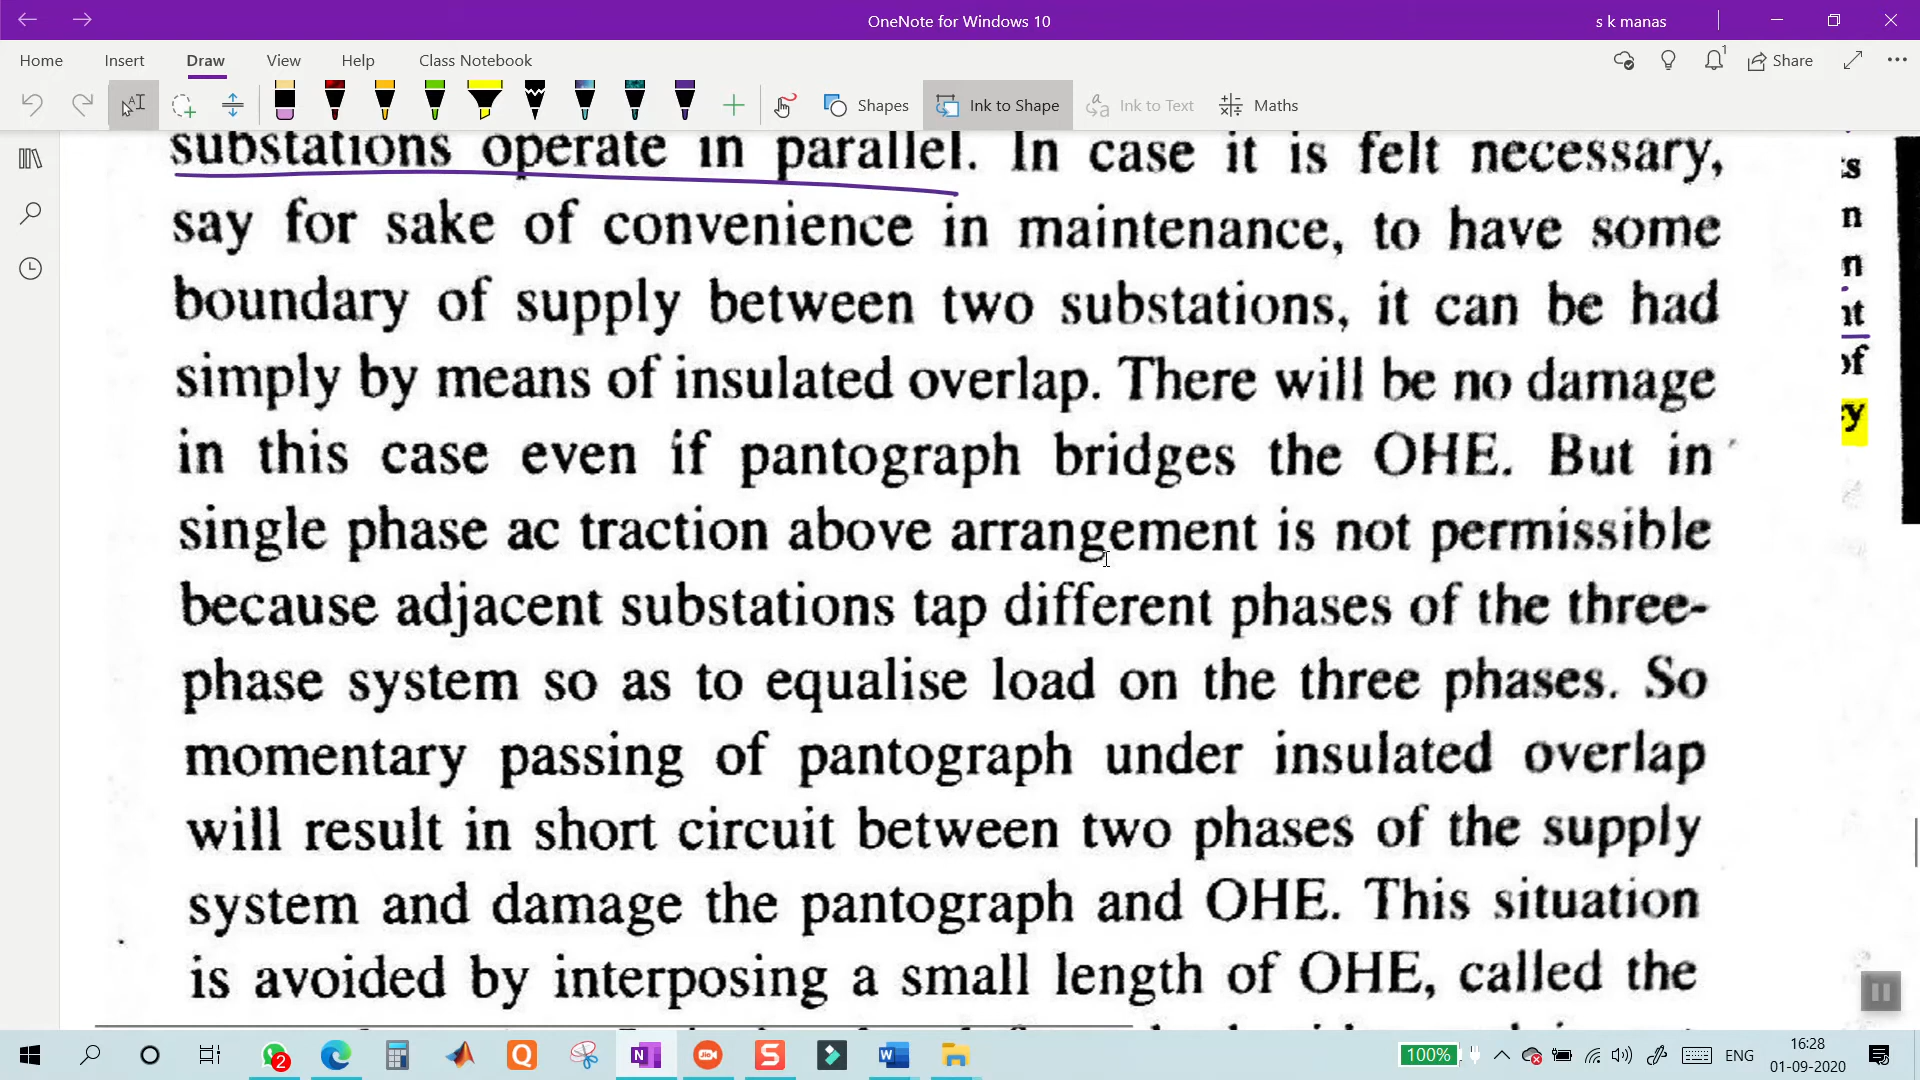 OneNote for Windows 10
s k manas
Home Insert Draw View Help Class Notebook
1
Share
Shapes Ink to Shape Ink to Text Maths
substations operate in parallel. In case it is felt necessary,
say for sake of convenience in maintenance, to have some
boundary of supply between two substations, it can be had
simply by means of insulated overlap. There will be no damage
in this case even if pantograph bridges the OHE. But in
single phase ac traction above arrangement is not permissible
because adjacent substations tap different phases of the three-
phase system so as to equalise load on the three phases. So
momentary passing of pantograph under insulated overlap
will result in short circuit between two phases of the supply
system and damage the pantograph and OHE. This situation
is avoided by interposing a small length of OHE, called the
of
2
100%
ENG
16:28
01-09-2020